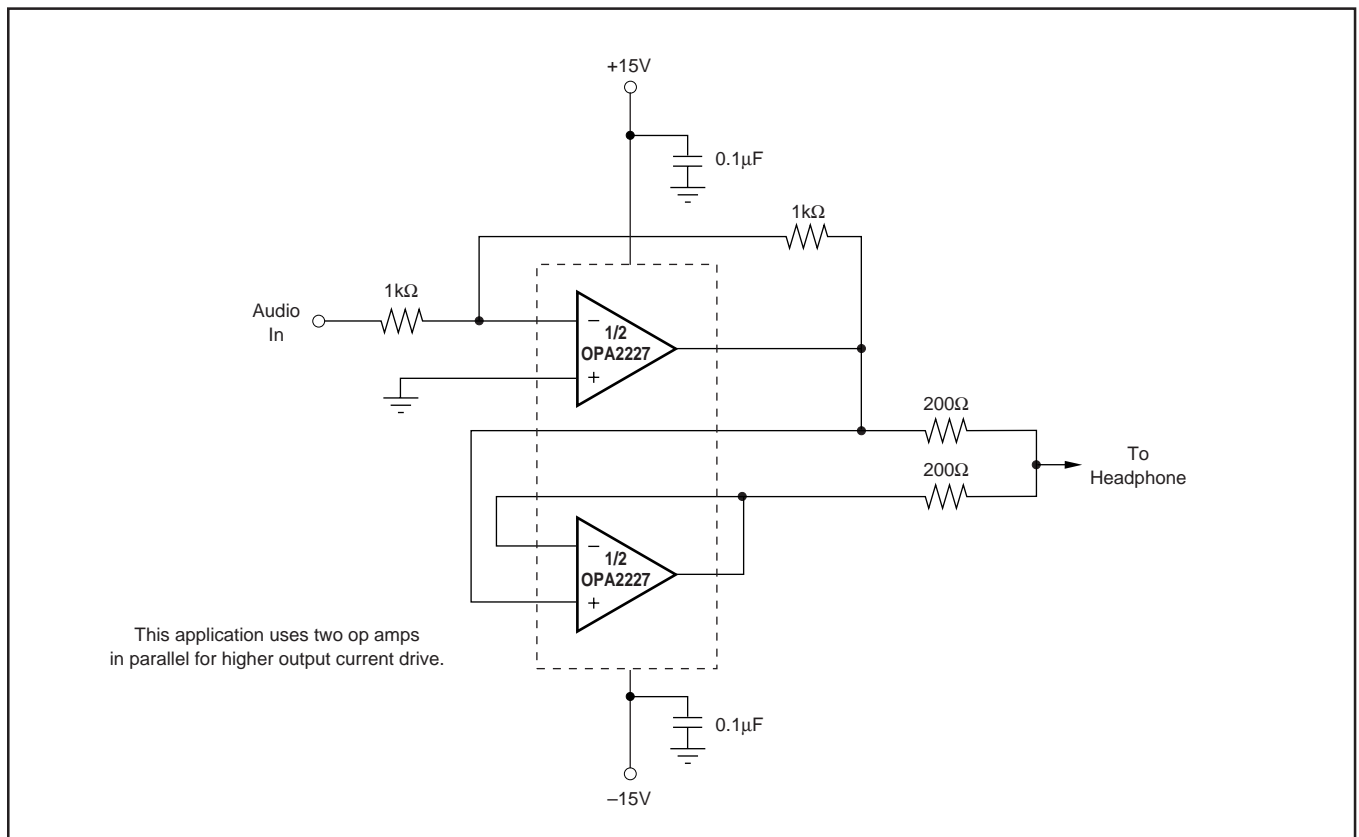 +15V
0.1μF
1kΩ
1kΩ
Audio
In
–
1/2
OPA2227
+
200Ω
200Ω
To
Headphone
–
1/2
OPA2227
+
This application uses two op amps
in parallel for higher output current drive.
0.1μF
–15V